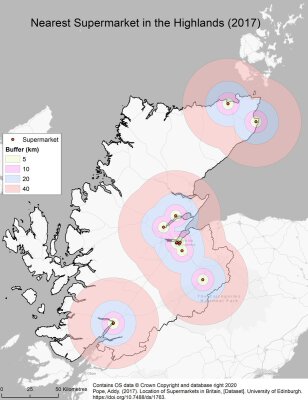 Nearest Supermarket in the Highlands (2017)
Supermarket
Buffer (km)
5
10
20
40
0
25
50 Kilometres
Contains OS data © Crown Copyright and database right 2020
Pope, Addy. (2017). Location of Supermarkets in Britain, [Dataset]. University of Edinburgh.
https://doi.org/10.7488/ds/1763.